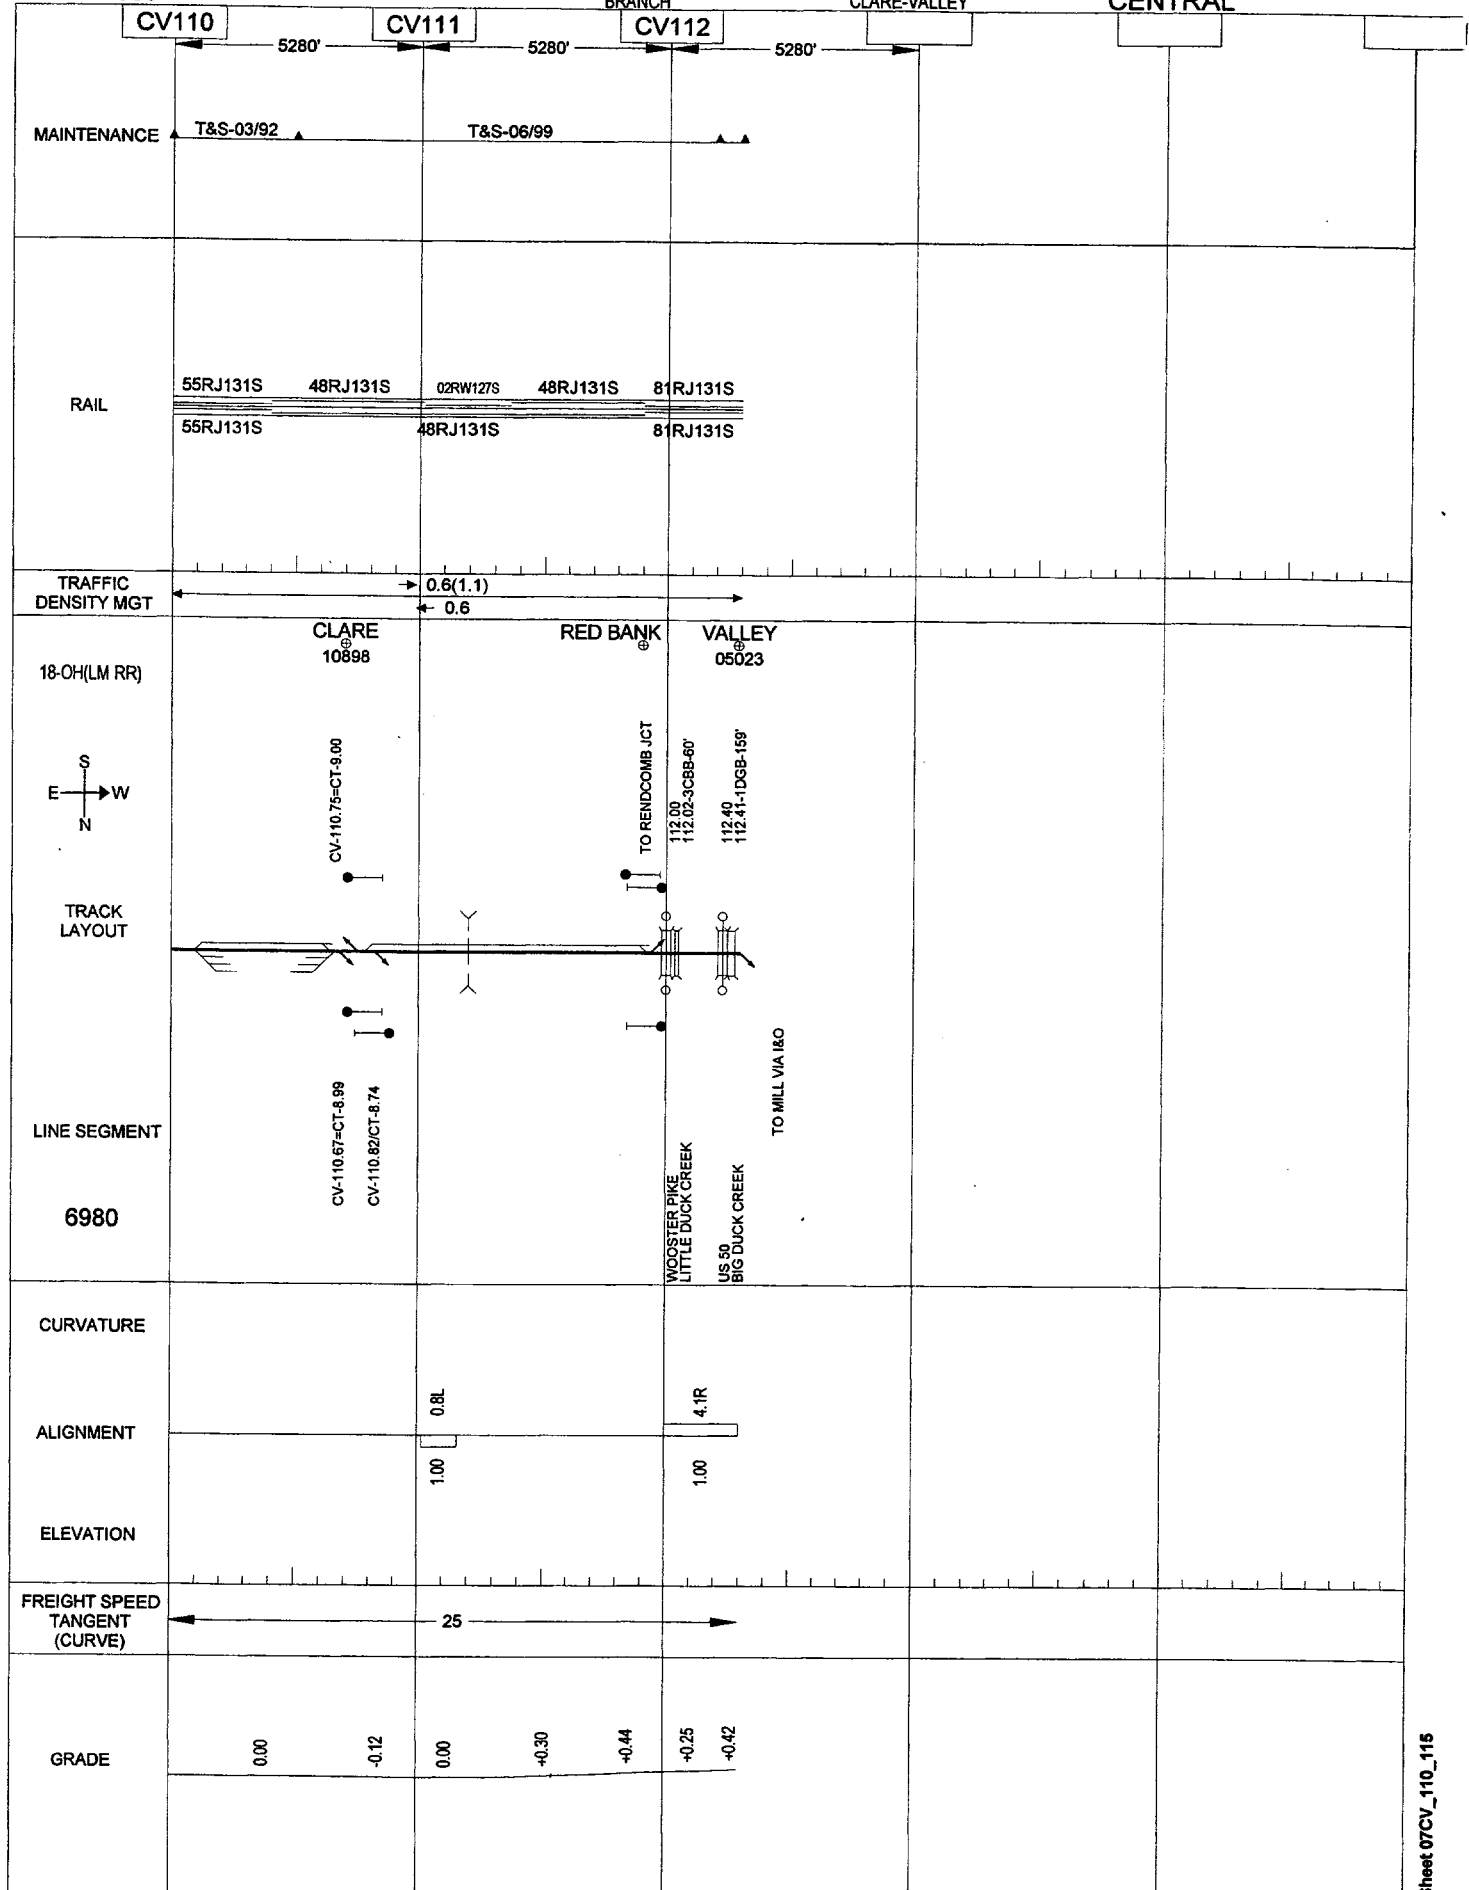 BRANCH CLARE-VALLEY CENTRAL
CV110 CV111 CV112
5280' 5280' 5280'
MAINTENANCE T&S-03/92 T&S-06/99
55RJ131S 48RJ131S 02RW127S 48RJ131S 81RJ131S
RAIL
55RJ131S 48RJ131S 81RJ131S
TRAFFIC
DENSITY MGT
0.6(1.1)
0.6
CLARE RED BANK VALLEY
10898 05023
18-OH(LM RR)
S
E W
N
CV-110.75=CT-9.00
TO RENDCOMB JCT
112.00
112.02-3CBB-60'
112.40
112.41-1DGB-159'
TRACK
LAYOUT
LINE SEGMENT
6980
CV-110.67=CT-8.99
CV-110.82/CT-8.74
WOOSTER PIKE
LITTLE DUCK CREEK
US 50
BIG DUCK CREEK
TO MILL VIA I&O
CURVATURE
0.8L 4.1R
ALIGNMENT
1.00 1.00
ELEVATION
FREIGHT SPEED
TANGENT
(CURVE)
25
GRADE 0.00 -0.12 0.00 +0.30 +0.44 +0.25 +0.42
Sheet 07CV_110_115